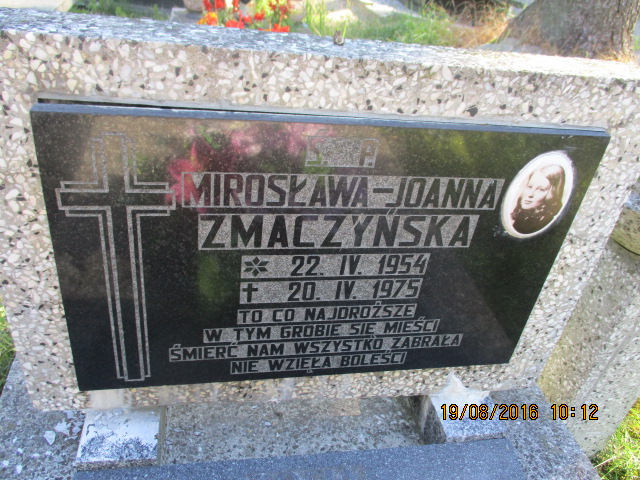 Ś. P.
MIROSŁAWA-JOANNA
ZMACZYŃSKA
* 22. IV. 1954
† 20. IV. 1975
TO CO NAJDROŻSZE
W TYM GROBIE SIĘ MIEŚCI
ŚMIERĆ NAM WSZYSTKO ZABRAŁA
NIE WZIĘŁA BOLEŚCI
19/08/2016 10:12